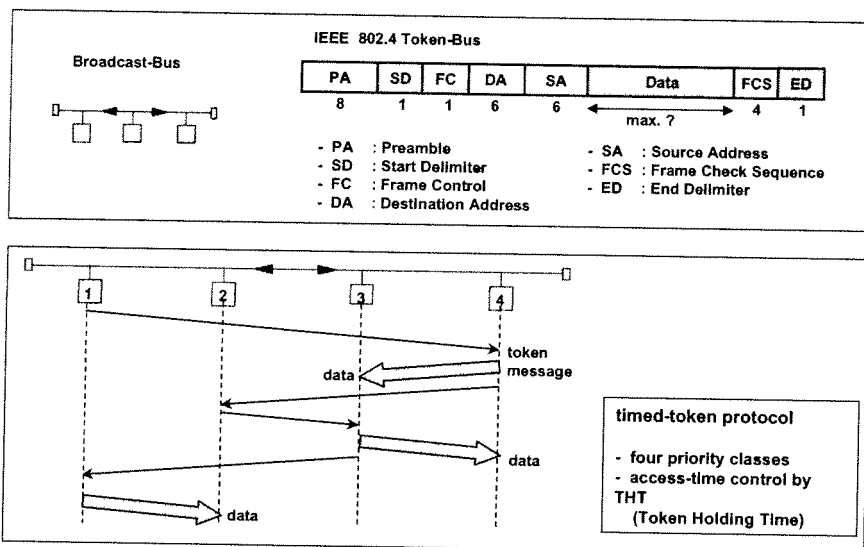 IEEE 802.4 Token-Bus
Broadcast-Bus
PA SD FC DA SA Data FCS ED
8 1 1 6 6 max. ? 4 1
- PA : Preamble
- SD : Start Delimiter
- FC : Frame Control
- DA : Destination Address
- SA : Source Address
- FCS : Frame Check Sequence
- ED : End Delimiter
1 2 3 4
token
message
data
data
data
timed-token protocol
- four priority classes
- access-time control by
THT
(Token Holding Time)